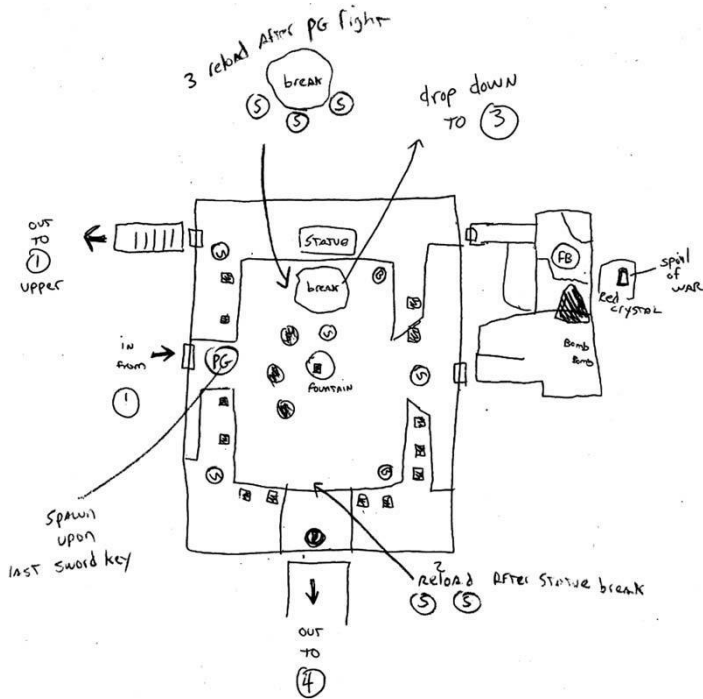 3 reload After PG fight
break
S S S
drop down
TO 3
OUT
TO
1
upper
STATUE
S
break
FB
spoil
of
WAR
Red
CRYSTAL
Bomb
Bomb
in
from
1
PG
S
FOUNTAIN
S
S
spawn
upon
last sword key
2
reload After Statue break
S S
OUT
TO
4